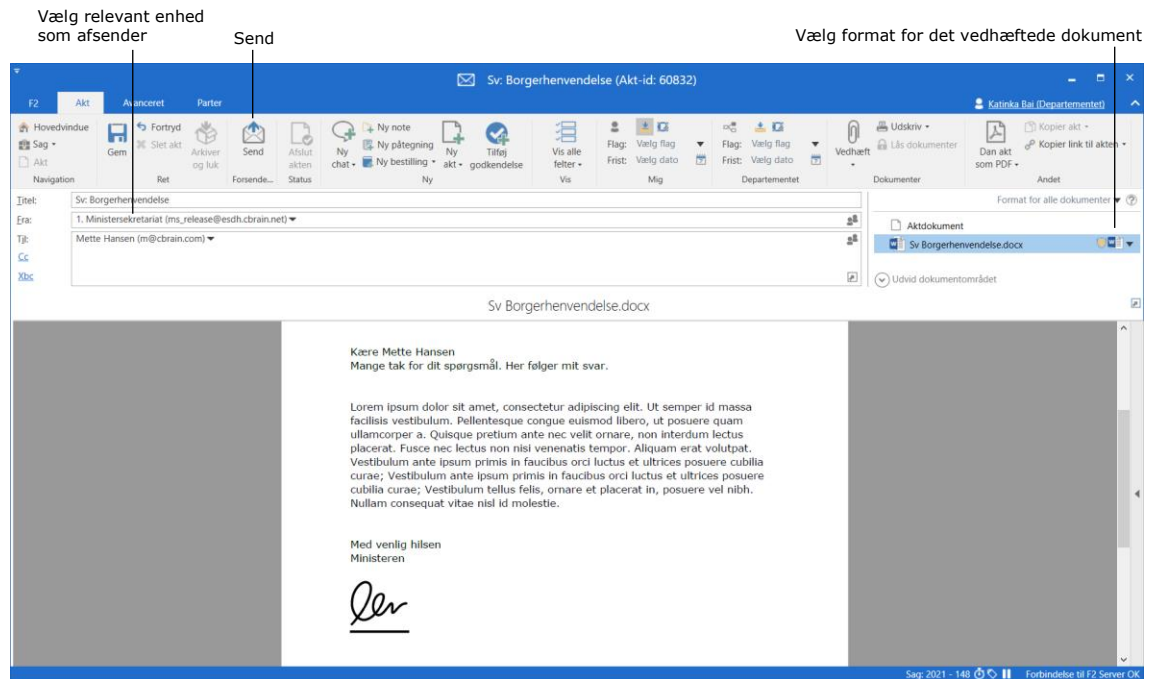 Vælg relevant enhed
som afsender
Send
Vælg format for det vedhæftede dokument
Sv: Borgerhenvendelse (Akt-id: 60832)
F2 Akt Avanceret Parter
Katinka Bai (Departementet)
Hovedvindue
Sag
Akt
Navigation
Gem
Fortryd
Slet akt
Arkiver
og luk
Ret
Send
Forsende...
Afslut
akten
Status
Ny
chat
Ny note
Ny påtegning
Ny bestilling
Ny
akt
Tilføj
godkendelse
Ny
Vis alle
felter
Vis
Flag: Vælg flag
Frist: Vælg dato
Mig
Flag: Vælg flag
Frist: Vælg dato
Departementet
Vedhæft
Udskriv
Lås dokumenter
Dokumenter
Dan akt
som PDF
Kopier akt
Kopier link til akten
Andet
Titel: Sv: Borgerhenvendelse
Fra: 1. Ministersekretariat (ms_release@esdh.cbrain.net)
Til: Mette Hansen (m@cbrain.com)
Cc
Xbc
Format for alle dokumenter
Aktdokument
Sv Borgerhenvendelse.docx
Udvid dokumentområdet
Sv Borgerhenvendelse.docx
Kære Mette Hansen
Mange tak for dit spørgsmål. Her følger mit svar.
Lorem ipsum dolor sit amet, consectetur adipiscing elit. Ut semper id massa
facilisis vestibulum. Pellentesque congue euismod libero, ut posuere quam
ullamcorper a. Quisque pretium ante nec velit ornare, non interdum lectus
placerat. Fusce nec lectus non nisi venenatis tempor. Aliquam erat volutpat.
Vestibulum ante ipsum primis in faucibus orci luctus et ultrices posuere cubilia
curae; Vestibulum ante ipsum primis in faucibus orci luctus et ultrices posuere
cubilia curae; Vestibulum tellus felis, ornare et placerat in, posuere vel nibh.
Nullam consequat vitae nisl id molestie.
Med venlig hilsen
Ministeren
Sag: 2021 - 148
Forbindelse til F2 Server OK